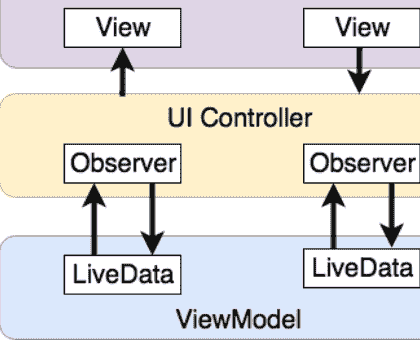 View
View
UI Controller
Observer
Observer
LiveData
LiveData
ViewModel